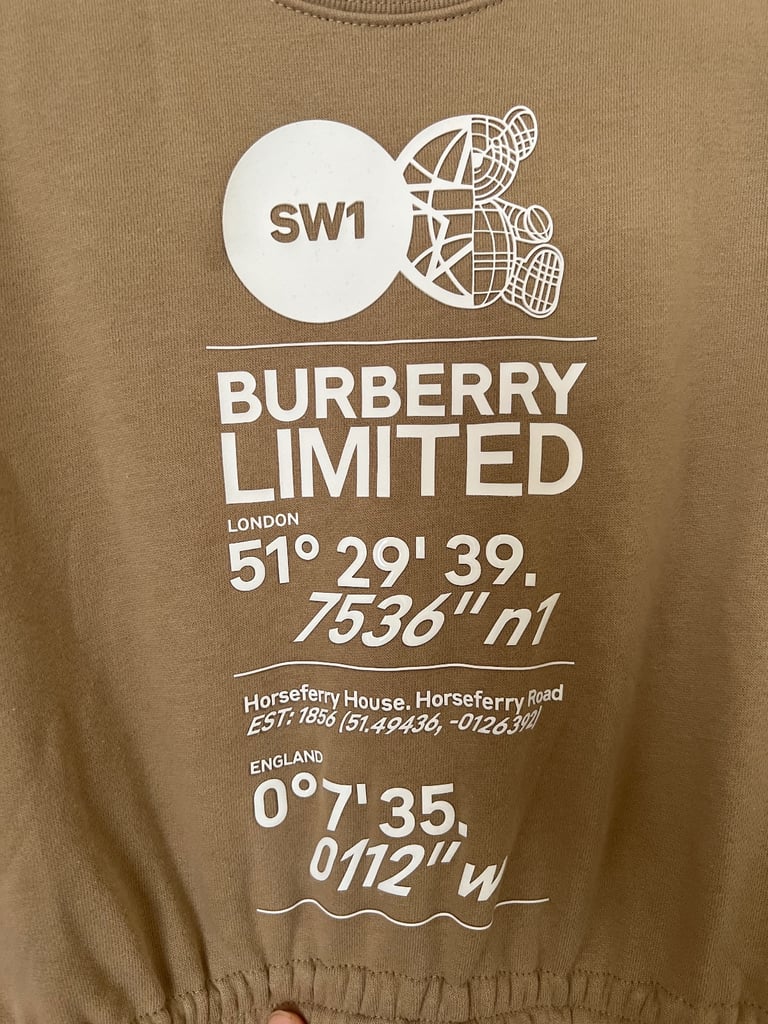 SW1
BURBERRY
LIMITED
LONDON
51° 29' 39.
7536" n1
Horseferry House. Horseferry Road
EST: 1856 (51.49436, -0126392)
ENGLAND
0°7' 35.
0112" w